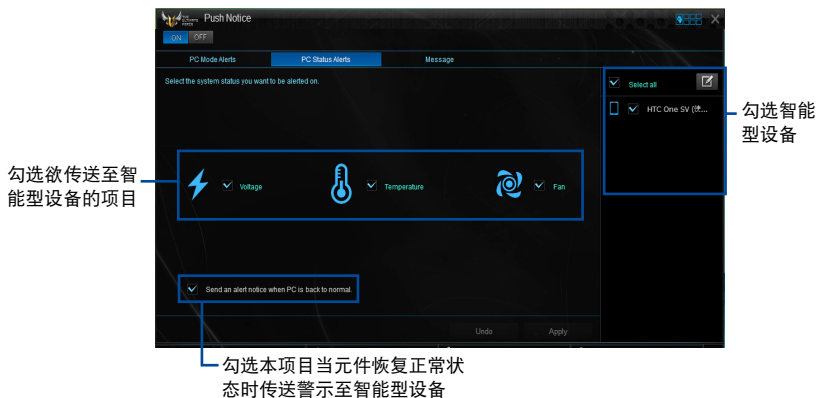 THE ULTIMATE FORCE Push Notice
ON OFF
PC Mode Alerts PC Status Alerts Message
Select the system status you want to be alerted on.
Select all
HTC One SV (使...
Voltage Temperature Fan
Send an alert notice when PC is back to normal.
Undo Apply
勾选智能
型设备
勾选欲传送至智
能型设备的项目
勾选本项目当元件恢复正常状
态时传送警示至智能型设备